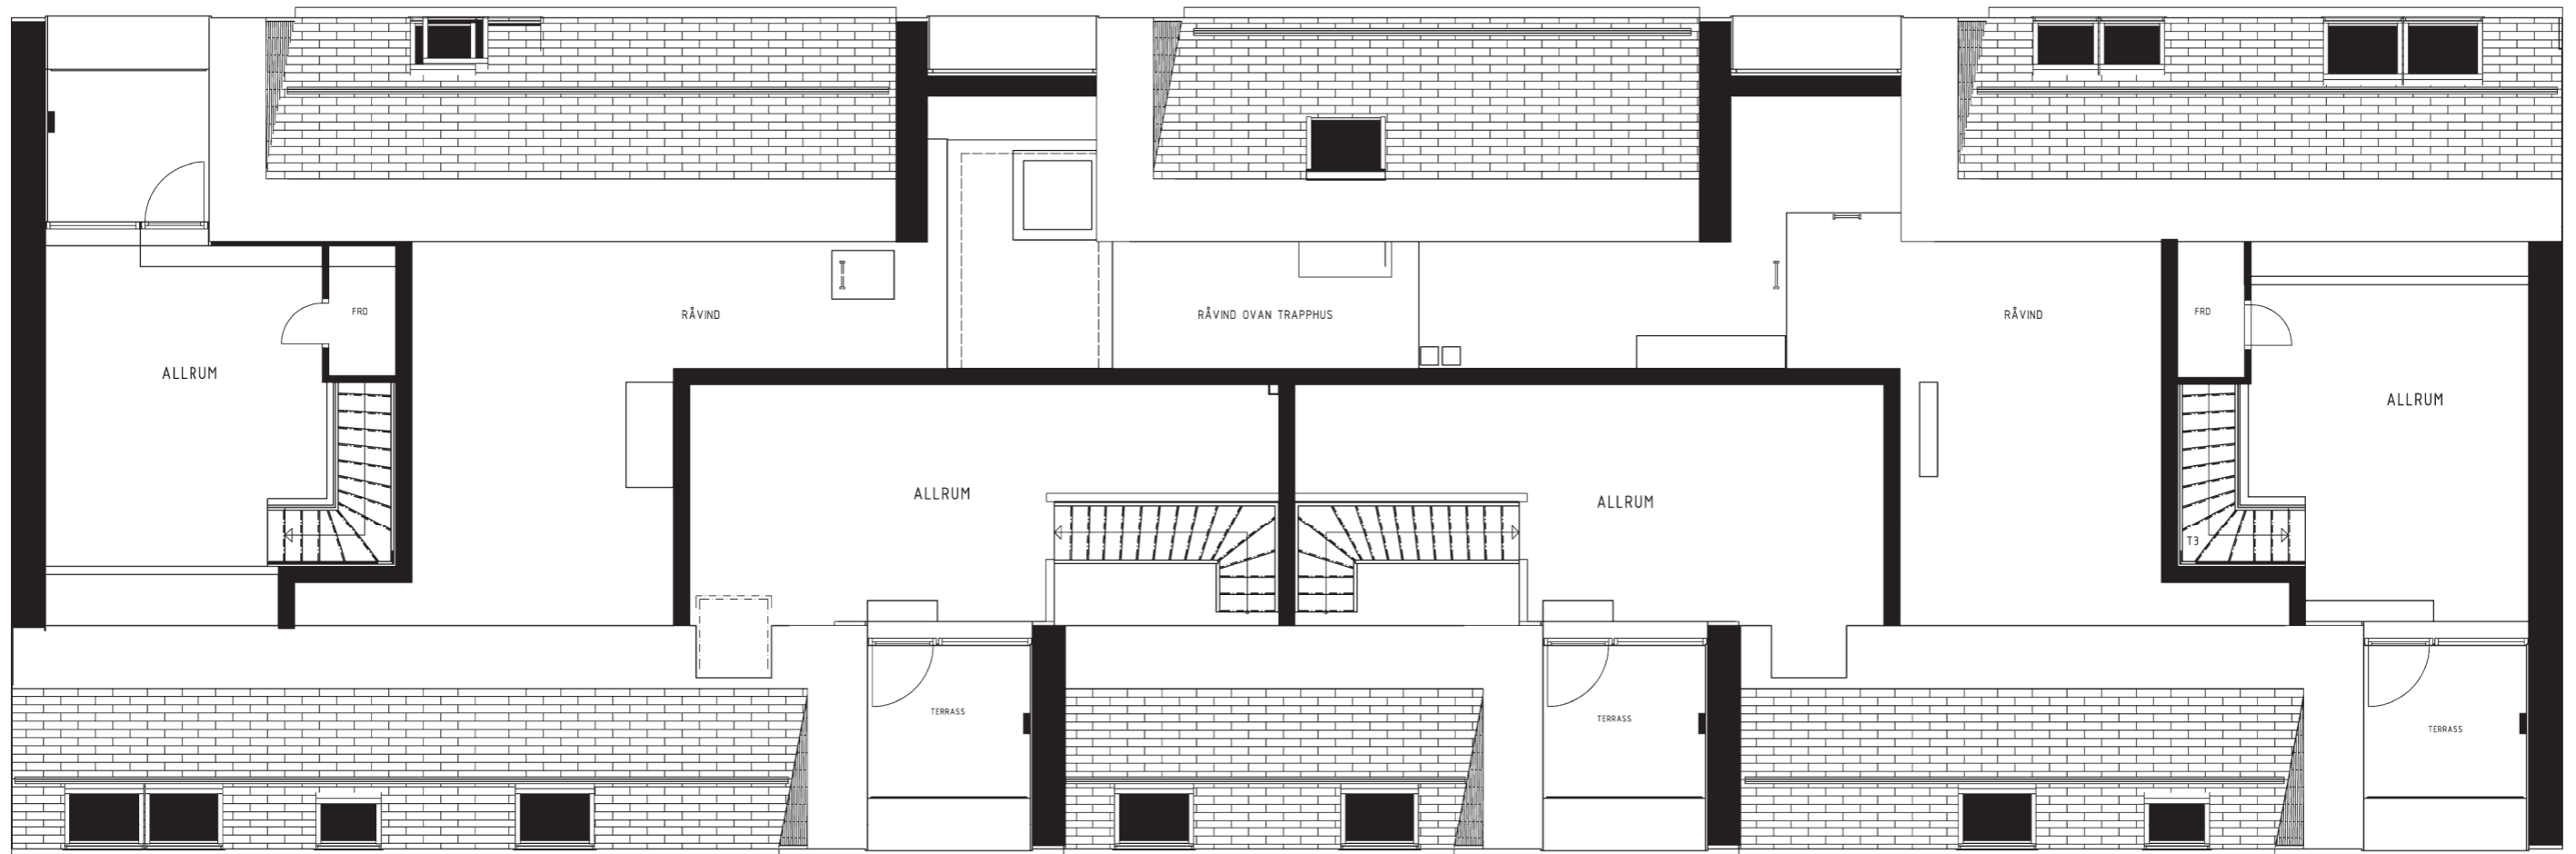 FRD
RÅVIND
RÅVIND OVAN TRAPPHUS
RÅVIND
FRD
ALLRUM
ALLRUM
ALLRUM
ALLRUM
T3
TERRASS
TERRASS
TERRASS